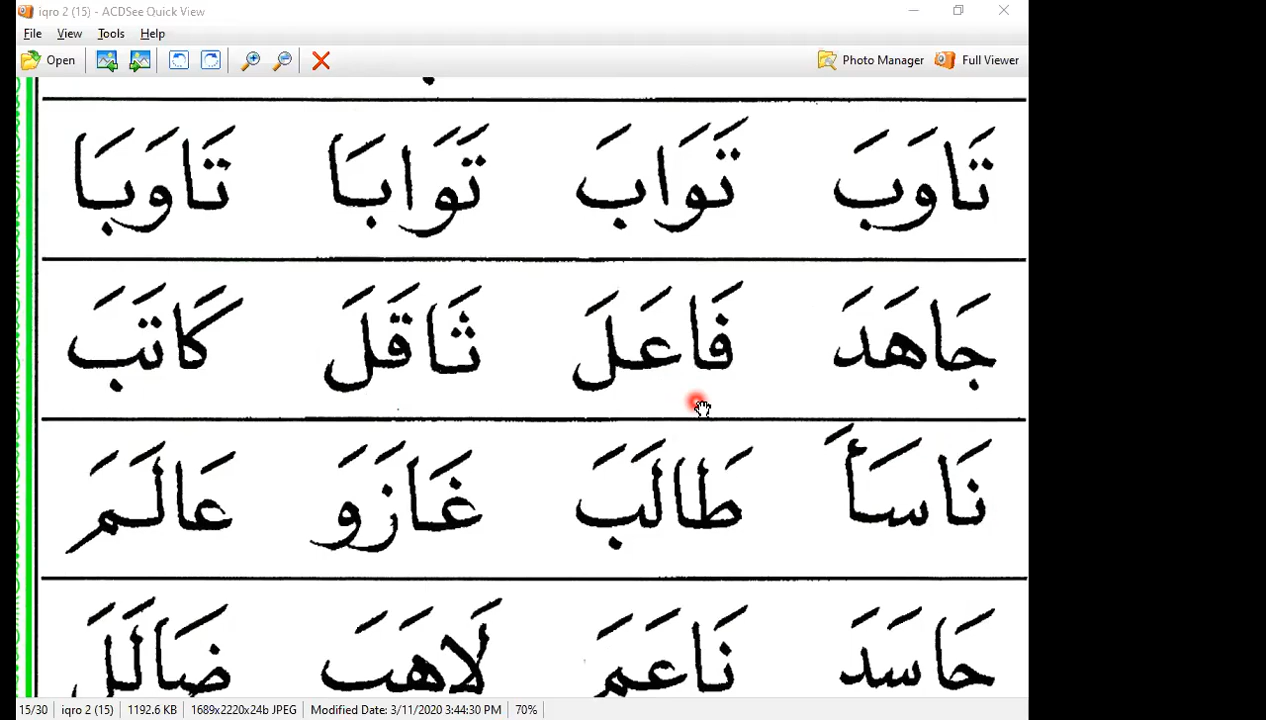 iqro 2 (15) - ACDSee Quick View
File View Tools Help
Open Photo Manager Full Viewer
تَاوَبَ تَوَابَ تَوَابَا تَاوَبَا
جَاهَدَ فَاعَلَ ثَاقَلَ كَاتَبَ
نَاسَأَ طَالَبَ غَازَوَ عَالَمَ
حَاسَدَ نَاعَمَ لَاهَبَ ضَالَلَ
15/30 iqro 2 (15) 1192.6 KB 1689x2220x24b JPEG Modified Date: 3/11/2020 3:44:30 PM 70%